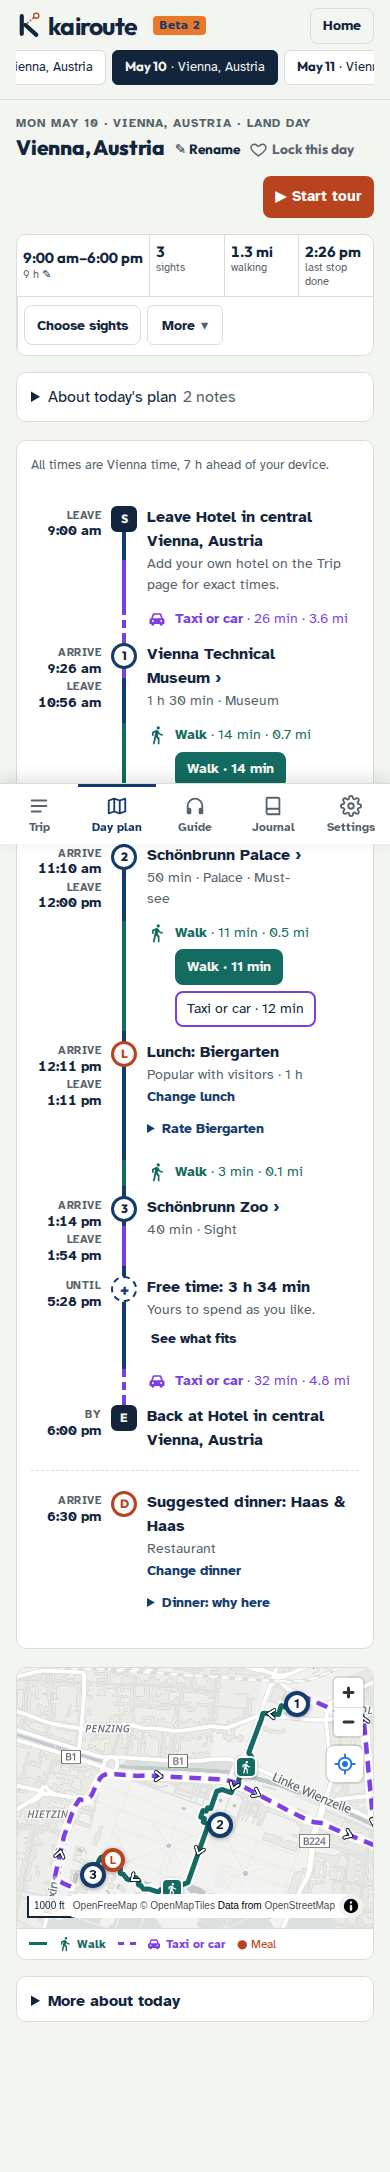 kairoute Beta 2 Home
ienna, Austria May 10 · Vienna, Austria May 11 · Vienn
MON MAY 10 · VIENNA, AUSTRIA · LAND DAY
Vienna, Austria ✎ Rename ♡ Lock this day
▶ Start tour
9:00 am–6:00 pm
9 h ✎
3
sights
1.3 mi
walking
2:26 pm
last stop
done
Choose sights More ▾
▶ About today's plan 2 notes
All times are Vienna time, 7 h ahead of your device.
LEAVE
9:00 am
S
Leave Hotel in central
Vienna, Austria
Add your own hotel on the Trip
page for exact times.
Taxi or car · 26 min · 3.6 mi
ARRIVE
9:26 am
LEAVE
10:56 am
1
Vienna Technical
Museum ›
1 h 30 min · Museum
Walk · 14 min · 0.7 mi
Walk · 14 min
Trip Day plan Guide Journal Settings
ARRIVE
11:10 am
LEAVE
12:00 pm
2
Schönbrunn Palace ›
50 min · Palace · Must-
see
Walk · 11 min · 0.5 mi
Walk · 11 min
Taxi or car · 12 min
ARRIVE
12:11 pm
LEAVE
1:11 pm
L
Lunch: Biergarten
Popular with visitors · 1 h
Change lunch
▶ Rate Biergarten
Walk · 3 min · 0.1 mi
ARRIVE
1:14 pm
LEAVE
1:54 pm
3
Schönbrunn Zoo ›
40 min · Sight
UNTIL
5:28 pm
+
Free time: 3 h 34 min
Yours to spend as you like.
See what fits
Taxi or car · 32 min · 4.8 mi
BY
6:00 pm
E
Back at Hotel in central
Vienna, Austria
ARRIVE
6:30 pm
D
Suggested dinner: Haas &
Haas
Restaurant
Change dinner
▶ Dinner: why here
PENZING
B1
B1
HIETZIN
Linke Wienzeile
B224
1
2
3
L
+
−
1000 ft OpenFreeMap © OpenMapTiles Data from OpenStreetMap
Walk Taxi or car Meal
▶ More about today